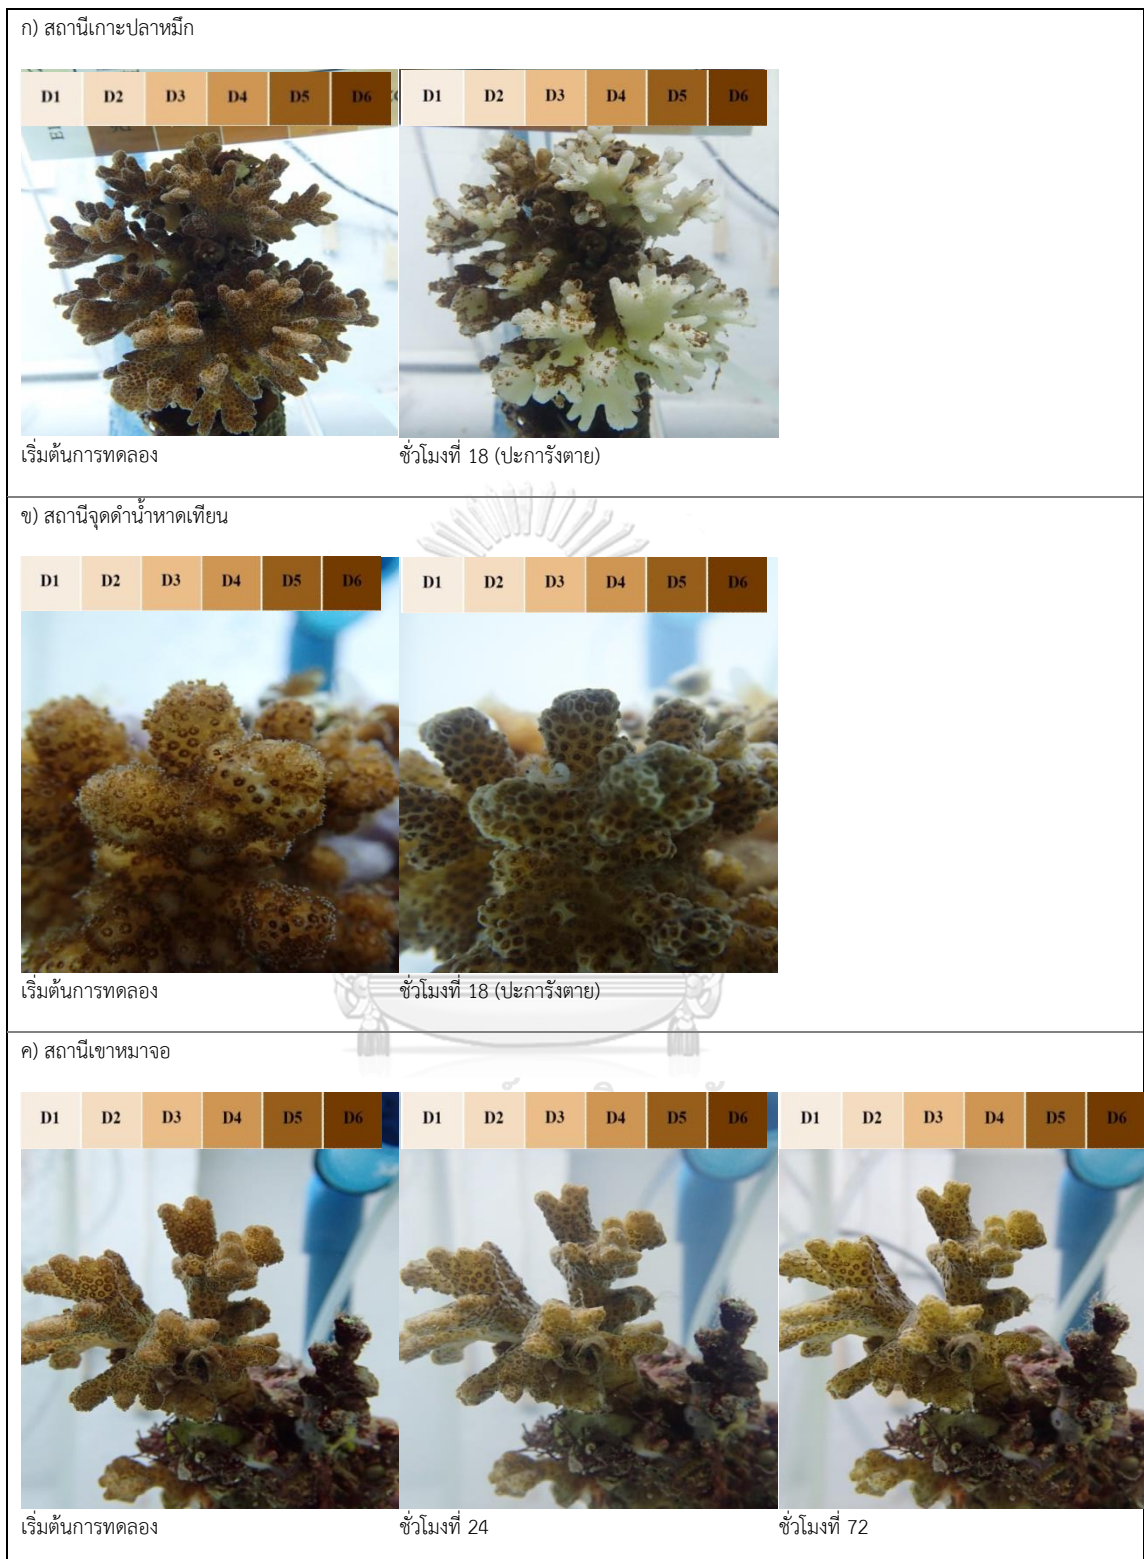 ก) สถานีเกาะปลาหมึก
D1 D2 D3 D4 D5 D6 D1 D2 D3 D4 D5 D6
เริ่มต้นการทดลอง ชั่วโมงที่ 18 (ปะการังตาย)
ข) สถานีจุดดำน้ำหาดเทียน
D1 D2 D3 D4 D5 D6 D1 D2 D3 D4 D5 D6
เริ่มต้นการทดลอง ชั่วโมงที่ 18 (ปะการังตาย)
ค) สถานีเขาหมาจอ
D1 D2 D3 D4 D5 D6 D1 D2 D3 D4 D5 D6 D1 D2 D3 D4 D5 D6
เริ่มต้นการทดลอง ชั่วโมงที่ 24 ชั่วโมงที่ 72